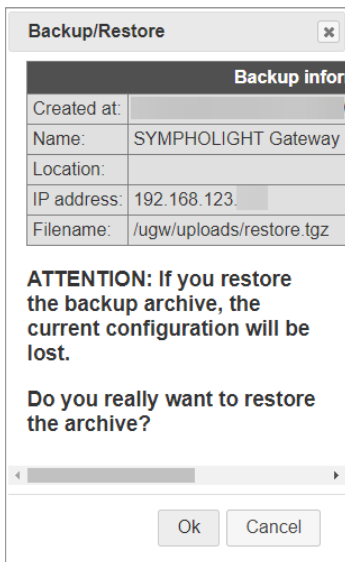 Backup/Restore
Backup infor
Created at:
Name: SYMPHOLIGHT Gateway
Location:
IP address: 192.168.123.
Filename: /ugw/uploads/restore.tgz
ATTENTION: If you restore
the backup archive, the
current configuration will be
lost.
Do you really want to restore
the archive?
Ok Cancel